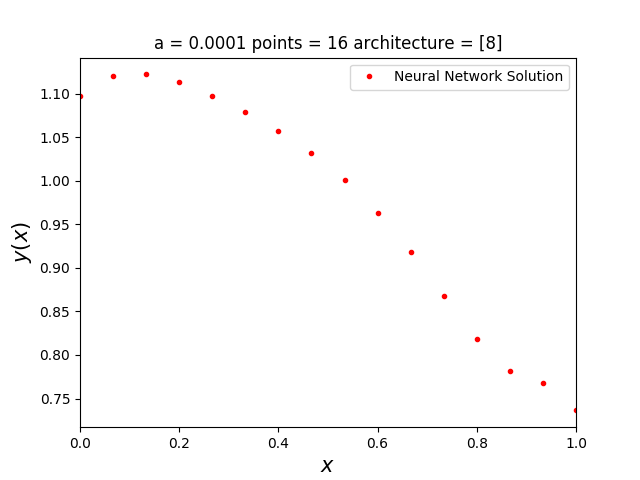 a = 0.0001 points = 16 architecture = [8]
Neural Network Solution
1.10
1.05
1.00
0.95
0.90
0.85
0.80
0.75
y(x)
0.0 0.2 0.4 0.6 0.8 1.0
x